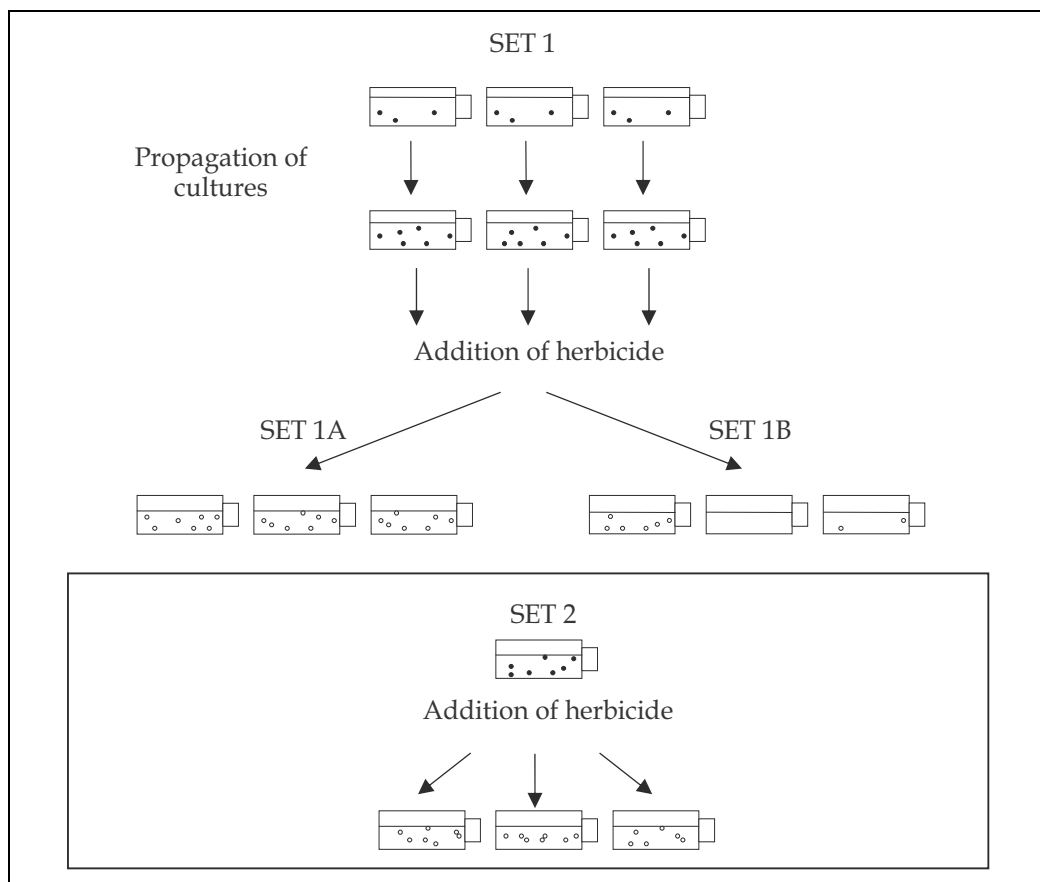 SET 1
Propagation of
cultures
Addition of herbicide
SET 1A
SET 1B
SET 2
Addition of herbicide